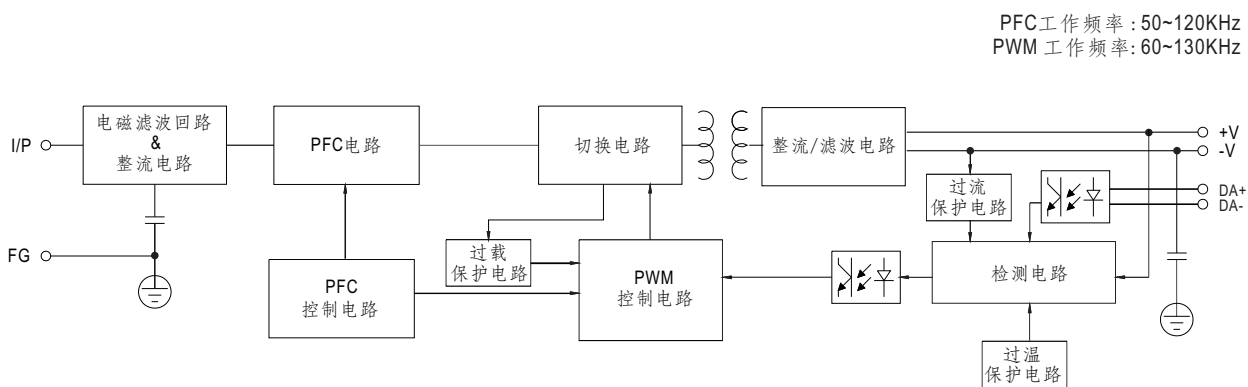 PFC工作频率：50~120KHz
PWM 工作频率：60~130KHz
I/P
电磁滤波回路
&
整流电路
PFC电路
切换电路
整流/滤波电路
+V
-V
DA+
DA-
过流
保护电路
FG
过载
保护电路
PFC
控制电路
PWM
控制电路
检测电路
过温
保护电路